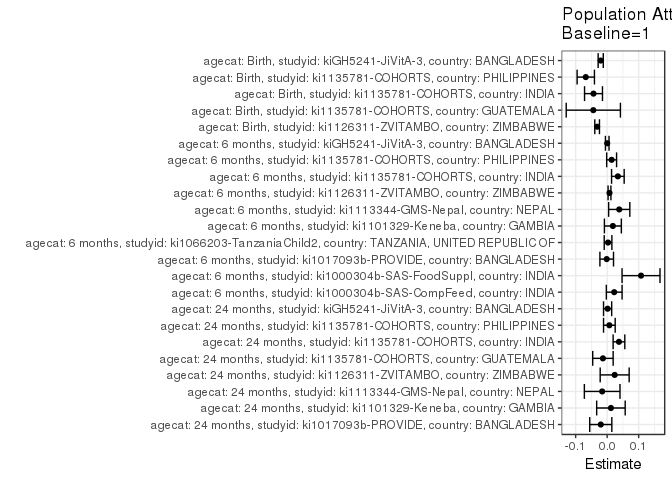 Population Att
Baseline=1
agecat: Birth, studyid: kiGH5241-JiVitA-3, country: BANGLADESH
agecat: Birth, studyid: ki1135781-COHORTS, country: PHILIPPINES
agecat: Birth, studyid: ki1135781-COHORTS, country: INDIA
agecat: Birth, studyid: ki1135781-COHORTS, country: GUATEMALA
agecat: Birth, studyid: ki1126311-ZVITAMBO, country: ZIMBABWE
agecat: 6 months, studyid: kiGH5241-JiVitA-3, country: BANGLADESH
agecat: 6 months, studyid: ki1135781-COHORTS, country: PHILIPPINES
agecat: 6 months, studyid: ki1135781-COHORTS, country: INDIA
agecat: 6 months, studyid: ki1126311-ZVITAMBO, country: ZIMBABWE
agecat: 6 months, studyid: ki1113344-GMS-Nepal, country: NEPAL
agecat: 6 months, studyid: ki1101329-Keneba, country: GAMBIA
agecat: 6 months, studyid: ki1066203-TanzaniaChild2, country: TANZANIA, UNITED REPUBLIC OF
agecat: 6 months, studyid: ki1017093b-PROVIDE, country: BANGLADESH
agecat: 6 months, studyid: ki1000304b-SAS-FoodSuppl, country: INDIA
agecat: 6 months, studyid: ki1000304b-SAS-CompFeed, country: INDIA
agecat: 24 months, studyid: kiGH5241-JiVitA-3, country: BANGLADESH
agecat: 24 months, studyid: ki1135781-COHORTS, country: PHILIPPINES
agecat: 24 months, studyid: ki1135781-COHORTS, country: INDIA
agecat: 24 months, studyid: ki1135781-COHORTS, country: GUATEMALA
agecat: 24 months, studyid: ki1126311-ZVITAMBO, country: ZIMBABWE
agecat: 24 months, studyid: ki1113344-GMS-Nepal, country: NEPAL
agecat: 24 months, studyid: ki1101329-Keneba, country: GAMBIA
agecat: 24 months, studyid: ki1017093b-PROVIDE, country: BANGLADESH
-0.1 0.0 0.1
Estimate